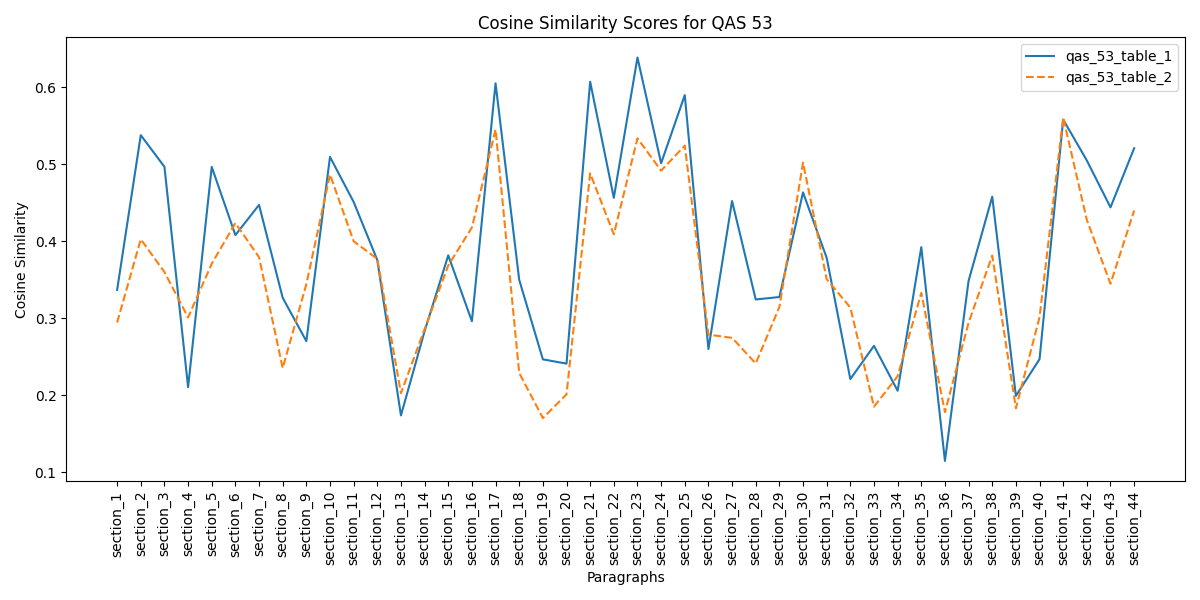 Cosine Similarity Scores for QAS 53
qas_53_table_1
qas_53_table_2
Cosine Similarity
0.6
0.5
0.4
0.3
0.2
0.1
section_1
section_2
section_3
section_4
section_5
section_6
section_7
section_8
section_9
section_10
section_11
section_12
section_13
section_14
section_15
section_16
section_17
section_18
section_19
section_20
section_21
section_22
section_23
section_24
section_25
section_26
section_27
section_28
section_29
section_30
section_31
section_32
section_33
section_34
section_35
section_36
section_37
section_38
section_39
section_40
section_41
section_42
section_43
section_44
Paragraphs